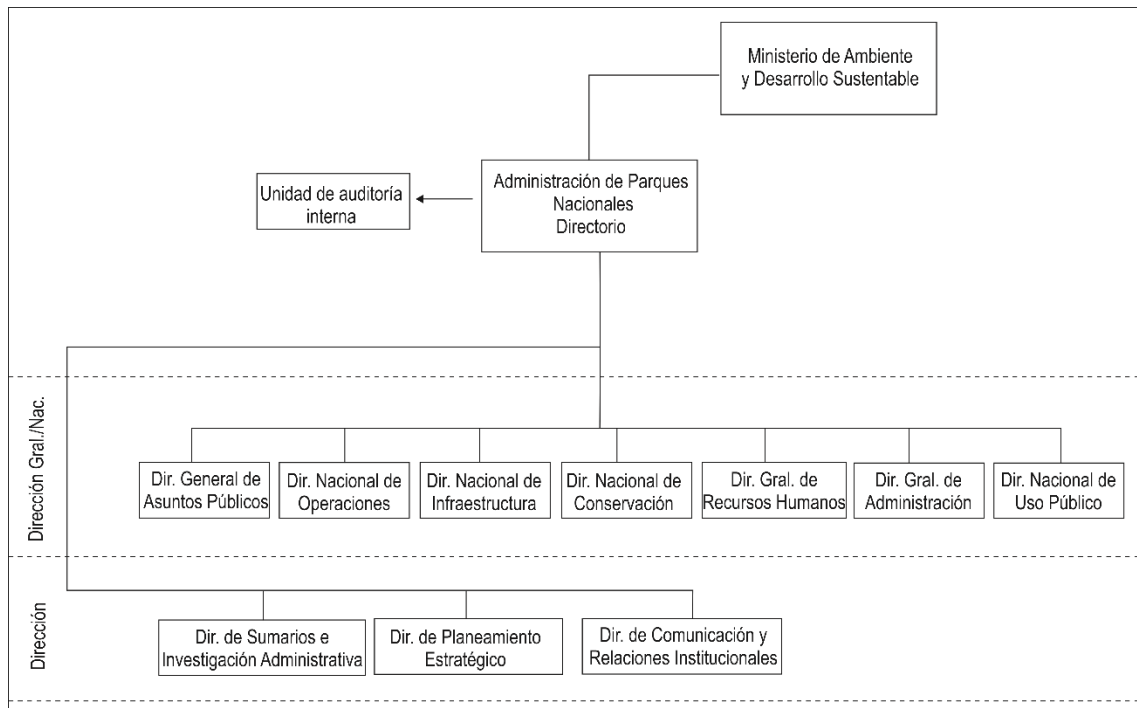 Ministerio de Ambiente
y Desarrollo Sustentable
Administración de Parques
Nacionales
Directorio
Unidad de auditoría
interna
Dirección Gral./Nac.
Dir. General de
Asuntos Públicos
Dir. Nacional de
Operaciones
Dir. Nacional de
Infraestructura
Dir. Nacional de
Conservación
Dir. Gral. de
Recursos Humanos
Dir. Gral. de
Administración
Dir. Nacional de
Uso Público
Dirección
Dir. de Sumarios e
Investigación Administrativa
Dir. de Planeamiento
Estratégico
Dir. de Comunicación y
Relaciones Institucionales